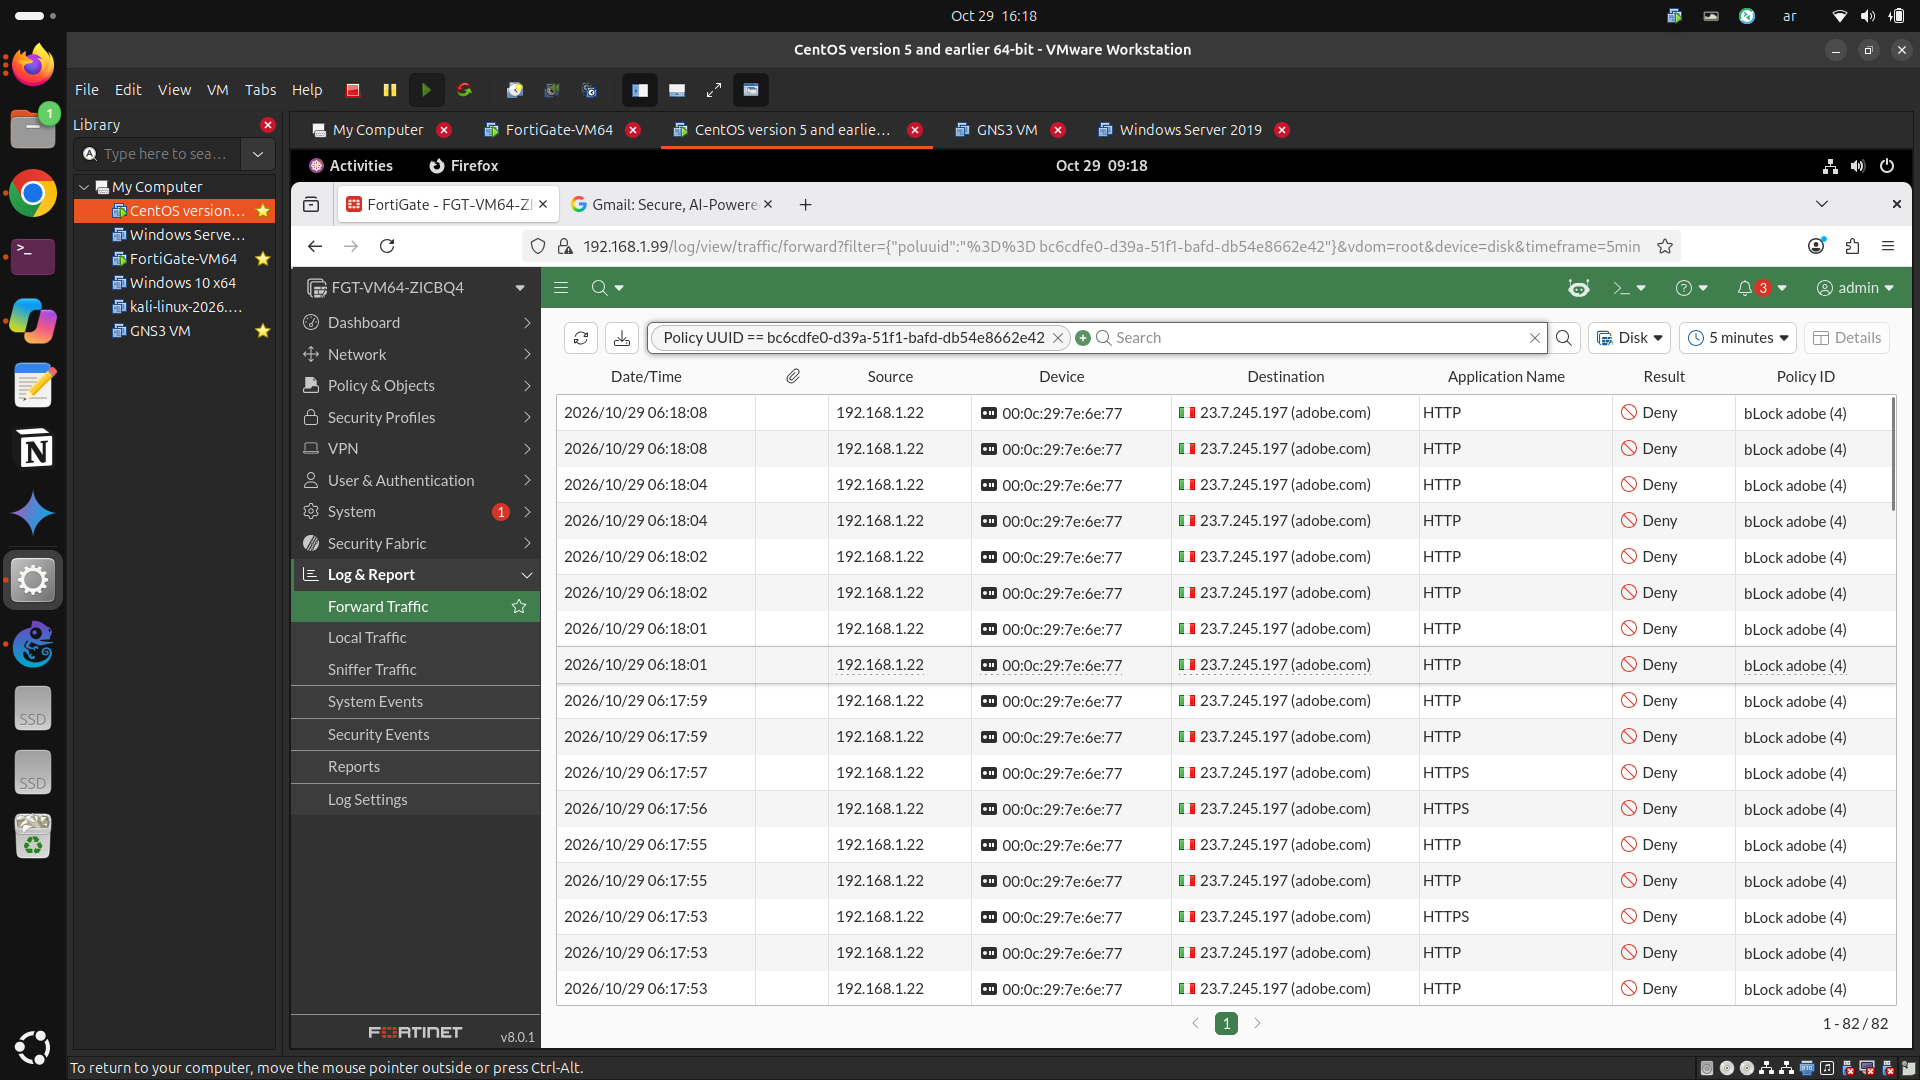 Oct 29 16:18
ar
CentOS version 5 and earlier 64-bit - VMware Workstation
File Edit View VM Tabs Help
Library
Type here to sea...
My Computer
CentOS version...
Windows Serve...
FortiGate-VM64
Windows 10 x64
kali-linux-2026....
GNS3 VM
1
My Computer FortiGate-VM64 CentOS version 5 and earlie... GNS3 VM Windows Server 2019
Activities Firefox Oct 29 09:18
FortiGate - FGT-VM64-ZI Gmail: Secure, AI-Powere
192.168.1.99/log/view/traffic/forward?filter={"poluuid":"%3D%3D bc6cdfe0-d39a-51f1-bafd-db54e8662e42"}&vdom=root&device=disk&timeframe=5min
FGT-VM64-ZICBQ4
3 admin
Dashboard
Network
Policy & Objects
Security Profiles
VPN
User & Authentication
System 1
Security Fabric
Log & Report
Forward Traffic
Local Traffic
Sniffer Traffic
System Events
Security Events
Reports
Log Settings
FORTINET v8.0.1
Policy UUID == bc6cdfe0-d39a-51f1-bafd-db54e8662e42 Search Disk 5 minutes Details
Date/Time Source Device Destination Application Name Result Policy ID
2026/10/29 06:18:08 192.168.1.22 00:0c:29:7e:6e:77 23.7.245.197 (adobe.com) HTTP Deny bLock adobe (4)
2026/10/29 06:18:08 192.168.1.22 00:0c:29:7e:6e:77 23.7.245.197 (adobe.com) HTTP Deny bLock adobe (4)
2026/10/29 06:18:04 192.168.1.22 00:0c:29:7e:6e:77 23.7.245.197 (adobe.com) HTTP Deny bLock adobe (4)
2026/10/29 06:18:04 192.168.1.22 00:0c:29:7e:6e:77 23.7.245.197 (adobe.com) HTTP Deny bLock adobe (4)
2026/10/29 06:18:02 192.168.1.22 00:0c:29:7e:6e:77 23.7.245.197 (adobe.com) HTTP Deny bLock adobe (4)
2026/10/29 06:18:02 192.168.1.22 00:0c:29:7e:6e:77 23.7.245.197 (adobe.com) HTTP Deny bLock adobe (4)
2026/10/29 06:18:01 192.168.1.22 00:0c:29:7e:6e:77 23.7.245.197 (adobe.com) HTTP Deny bLock adobe (4)
2026/10/29 06:18:01 192.168.1.22 00:0c:29:7e:6e:77 23.7.245.197 (adobe.com) HTTP Deny bLock adobe (4)
2026/10/29 06:17:59 192.168.1.22 00:0c:29:7e:6e:77 23.7.245.197 (adobe.com) HTTP Deny bLock adobe (4)
2026/10/29 06:17:59 192.168.1.22 00:0c:29:7e:6e:77 23.7.245.197 (adobe.com) HTTP Deny bLock adobe (4)
2026/10/29 06:17:57 192.168.1.22 00:0c:29:7e:6e:77 23.7.245.197 (adobe.com) HTTPS Deny bLock adobe (4)
2026/10/29 06:17:56 192.168.1.22 00:0c:29:7e:6e:77 23.7.245.197 (adobe.com) HTTPS Deny bLock adobe (4)
2026/10/29 06:17:55 192.168.1.22 00:0c:29:7e:6e:77 23.7.245.197 (adobe.com) HTTP Deny bLock adobe (4)
2026/10/29 06:17:55 192.168.1.22 00:0c:29:7e:6e:77 23.7.245.197 (adobe.com) HTTP Deny bLock adobe (4)
2026/10/29 06:17:53 192.168.1.22 00:0c:29:7e:6e:77 23.7.245.197 (adobe.com) HTTPS Deny bLock adobe (4)
2026/10/29 06:17:53 192.168.1.22 00:0c:29:7e:6e:77 23.7.245.197 (adobe.com) HTTP Deny bLock adobe (4)
2026/10/29 06:17:53 192.168.1.22 00:0c:29:7e:6e:77 23.7.245.197 (adobe.com) HTTP Deny bLock adobe (4)
1 1 - 82 / 82
SSD
SSD
To return to your computer, move the mouse pointer outside or press Ctrl-Alt.